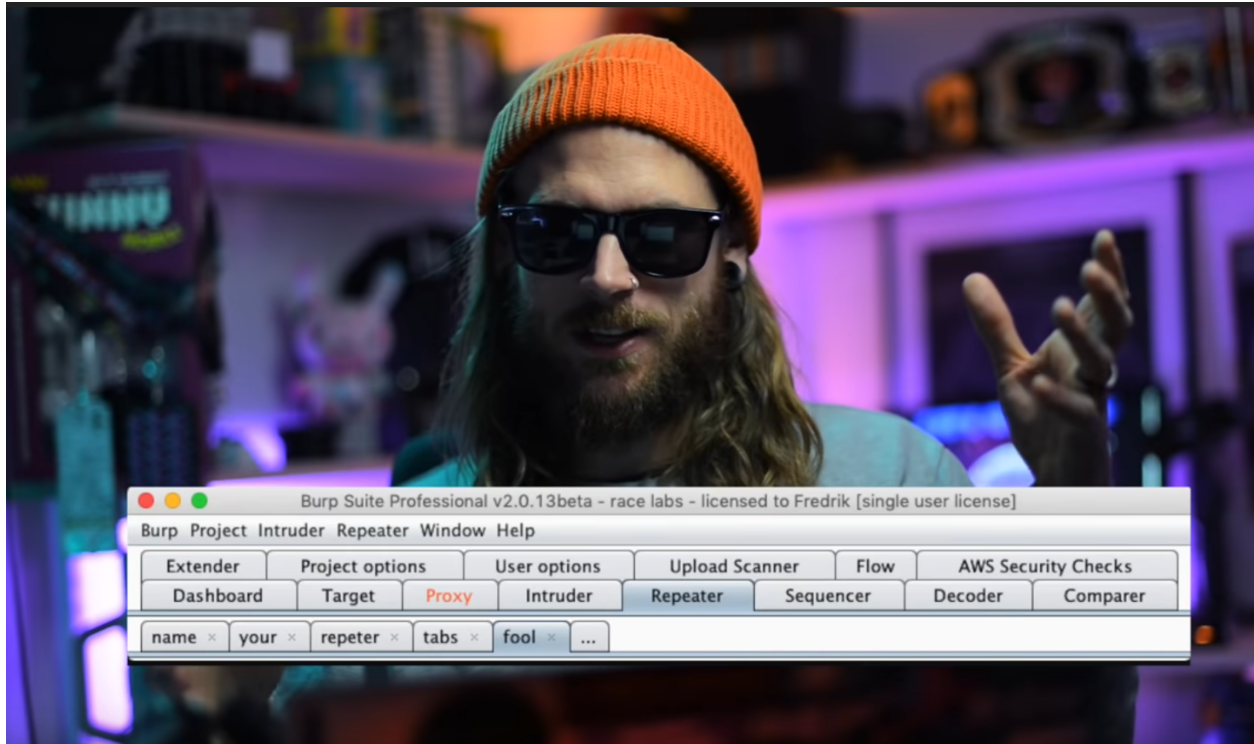 Burp Suite Professional v2.0.13beta - race labs - licensed to Fredrik [single user license]
Burp Project Intruder Repeater Window Help
Extender Project options User options Upload Scanner Flow AWS Security Checks
Dashboard Target Proxy Intruder Repeater Sequencer Decoder Comparer
name × your × repeter × tabs × fool × ...